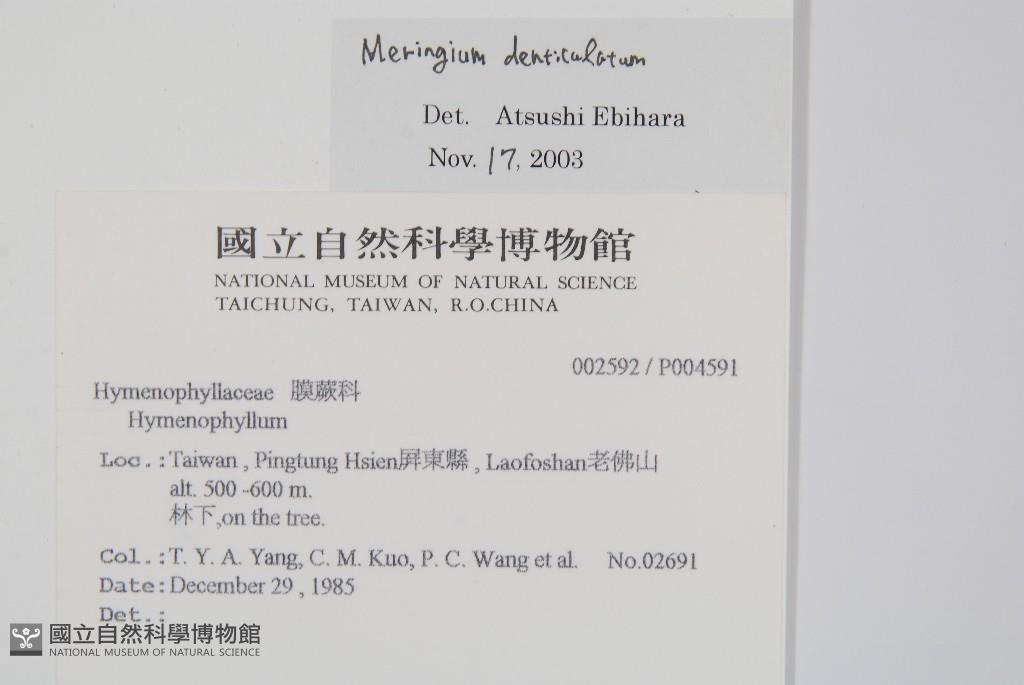 Meringium denticulatum
Det. Atsushi Ebihara
Nov. 17, 2003
國立自然科學博物館
NATIONAL MUSEUM OF NATURAL SCIENCE
TAICHUNG, TAIWAN, R.O.CHINA
002592 / P004591
Hymenophyllaceae 膜蕨科
Hymenophyllum
Loc.: Taiwan , Pingtung Hsien屏東縣 , Laofoshan老佛山
alt. 500 -600 m.
林下,on the tree.
Col.: T. Y. A. Yang, C. M. Kuo, P. C. Wang et al. No.02691
Date: December 29 , 1985
Det.:
國立自然科學博物館
NATIONAL MUSEUM OF NATURAL SCIENCE